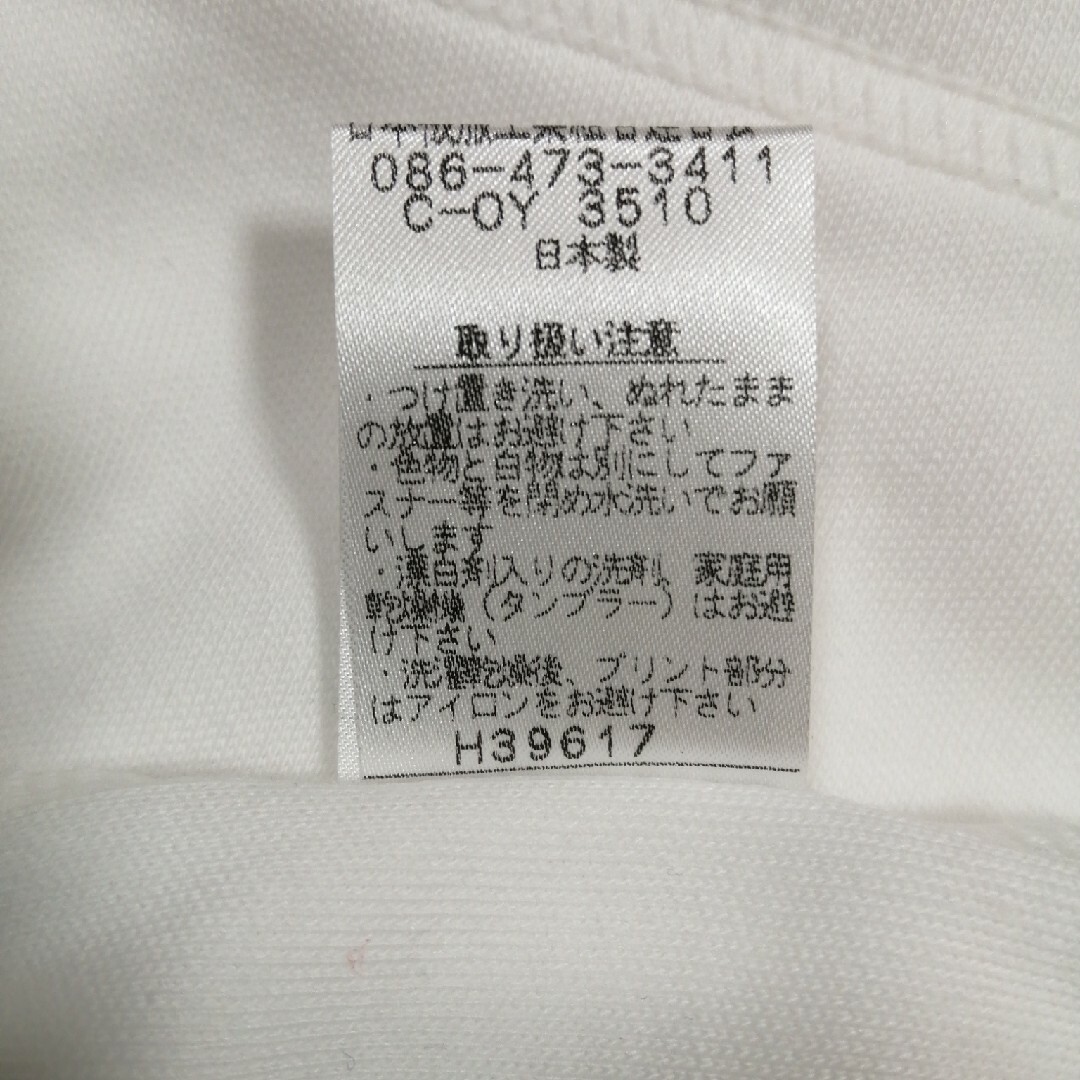 086-473-3411
C-OY 3510
日本製
取り扱い注意
・つけ置き洗い、ぬれたまま
の放置はお避け下さい
・色物と白物は別にしてファ
スナー等を閉め水洗いでお願
いします
・漂白剤入りの洗剤、家庭用
乾燥機（タンブラー）はお避
け下さい
・洗濯乾燥後、プリント部分
はアイロンをお避け下さい
H39617